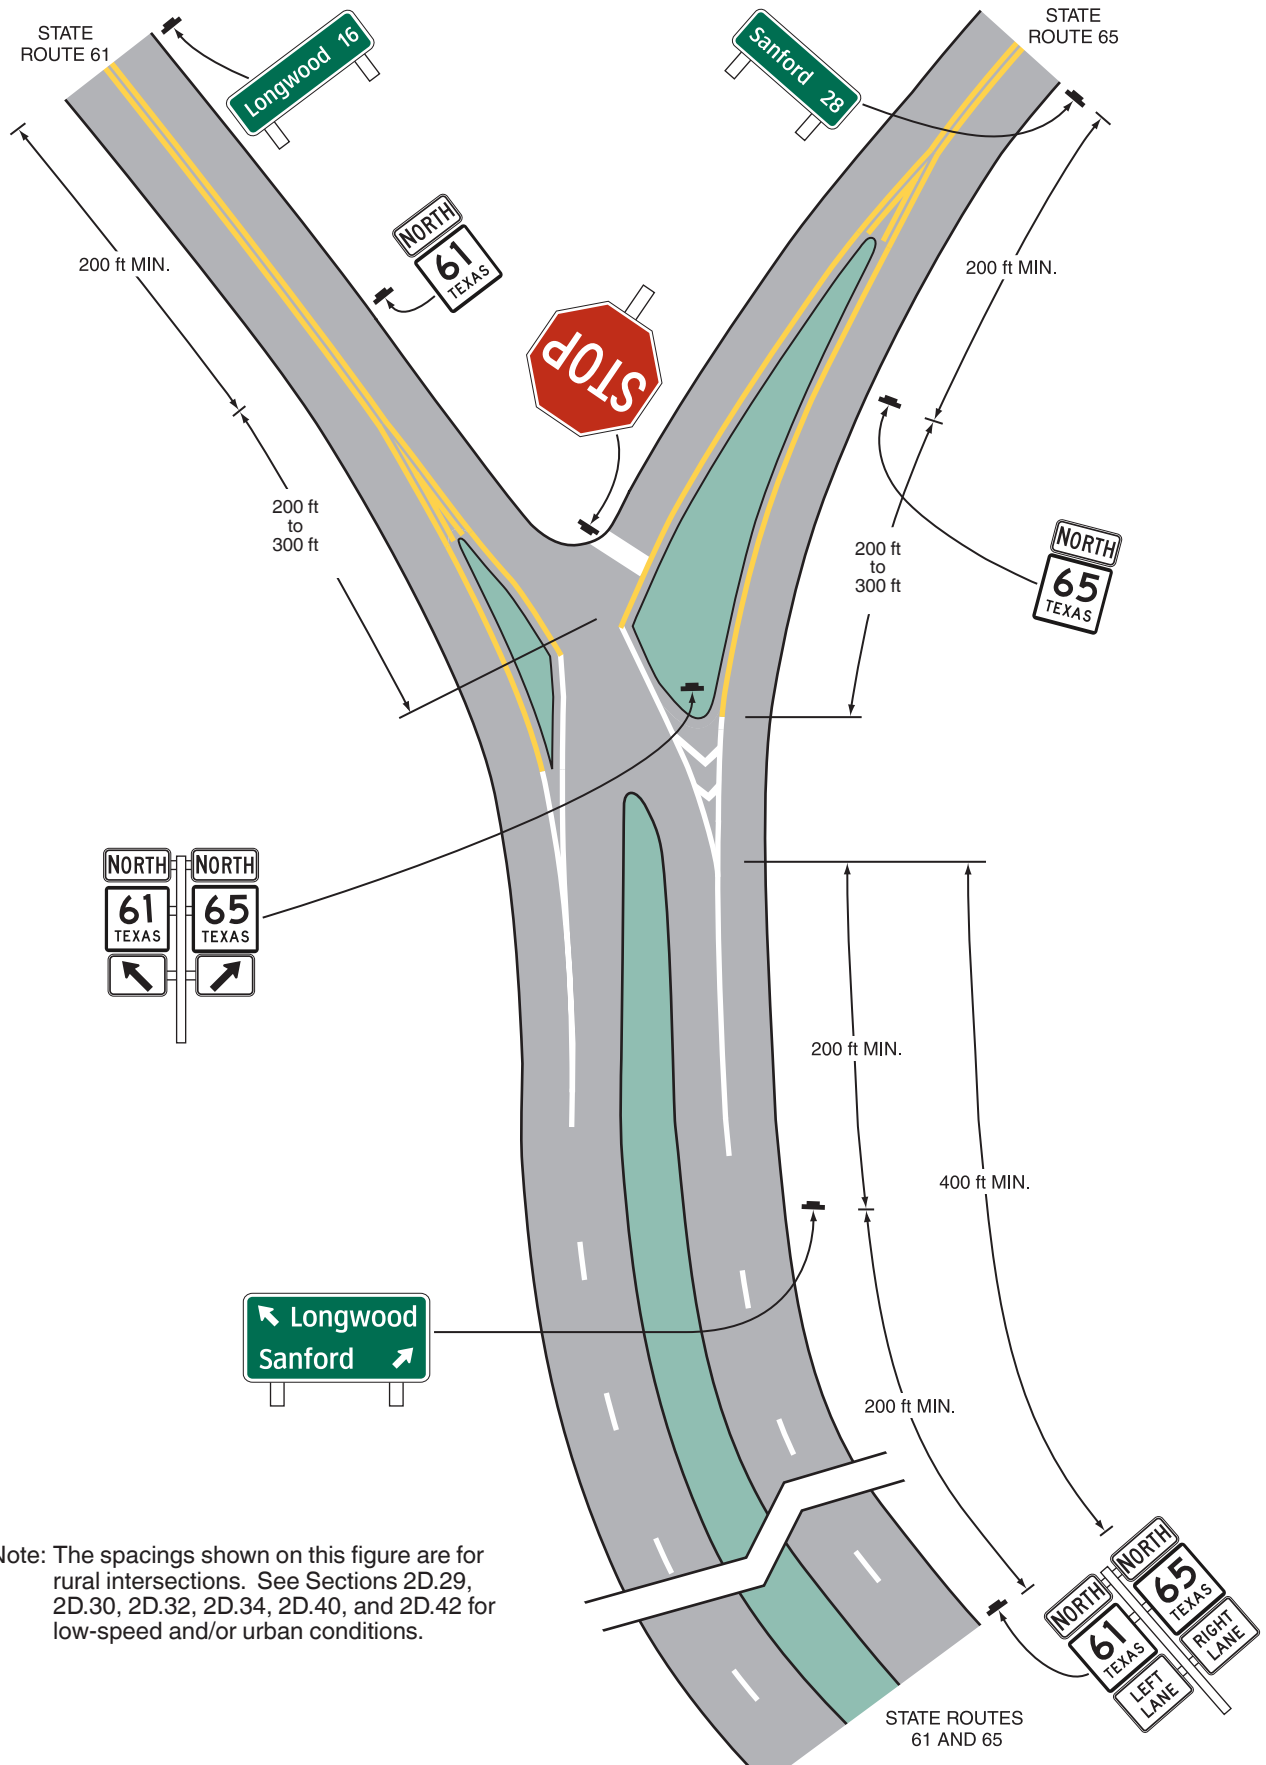 STATE
ROUTE 61
Longwood 16
Sanford 28
STATE
ROUTE 65
200 ft MIN.
NORTH
61
TEXAS
200 ft MIN.
STOP
200 ft
to
300 ft
200 ft
to
300 ft
NORTH
65
TEXAS
NORTH NORTH
61 65
TEXAS TEXAS
200 ft MIN.
400 ft MIN.
Longwood
Sanford
200 ft MIN.
Note: The spacings shown on this figure are for
rural intersections. See Sections 2D.29,
2D.30, 2D.32, 2D.34, 2D.40, and 2D.42 for
low-speed and/or urban conditions.
NORTH
61
TEXAS
LEFT
LANE
NORTH
65
TEXAS
RIGHT
LANE
STATE ROUTES
61 AND 65